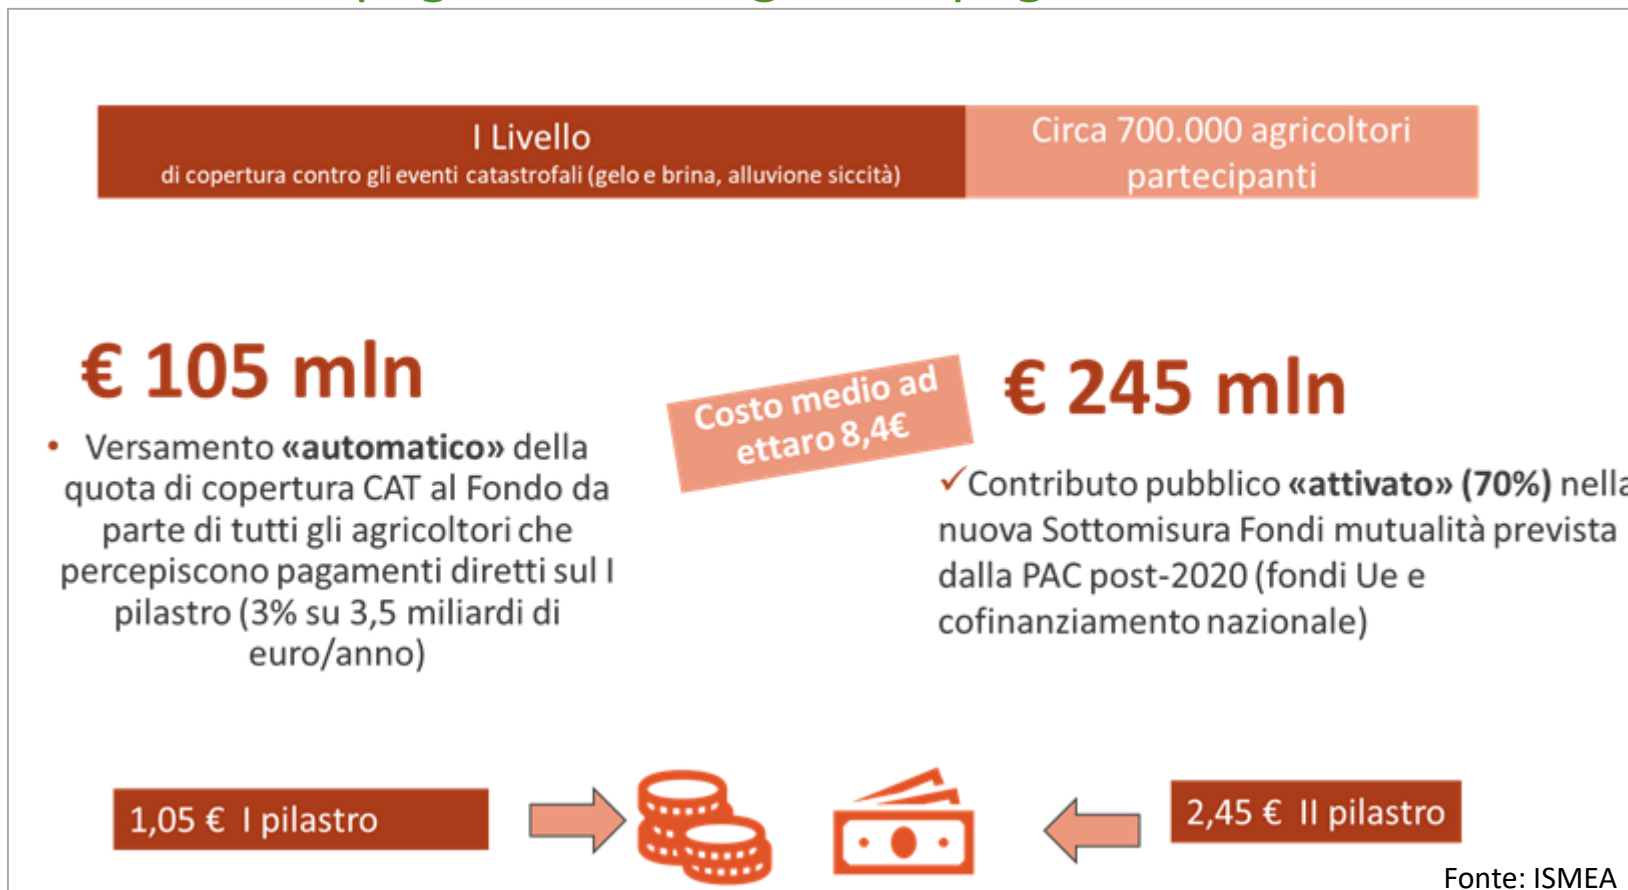 I Livello
di copertura contro gli eventi catastrofali (gelo e brina, alluvione siccità)
Circa 700.000 agricoltori
partecipanti
€ 105 mln
• Versamento «automatico» della
quota di copertura CAT al Fondo da
parte di tutti gli agricoltori che
percepiscono pagamenti diretti sul I
pilastro (3% su 3,5 miliardi di
euro/anno)
Costo medio ad
ettaro 8,4€
€ 245 mln
✓Contributo pubblico «attivato» (70%) nella
nuova Sottomisura Fondi mutualità prevista
dalla PAC post-2020 (fondi Ue e
cofinanziamento nazionale)
1,05 € I pilastro
2,45 € II pilastro
Fonte: ISMEA